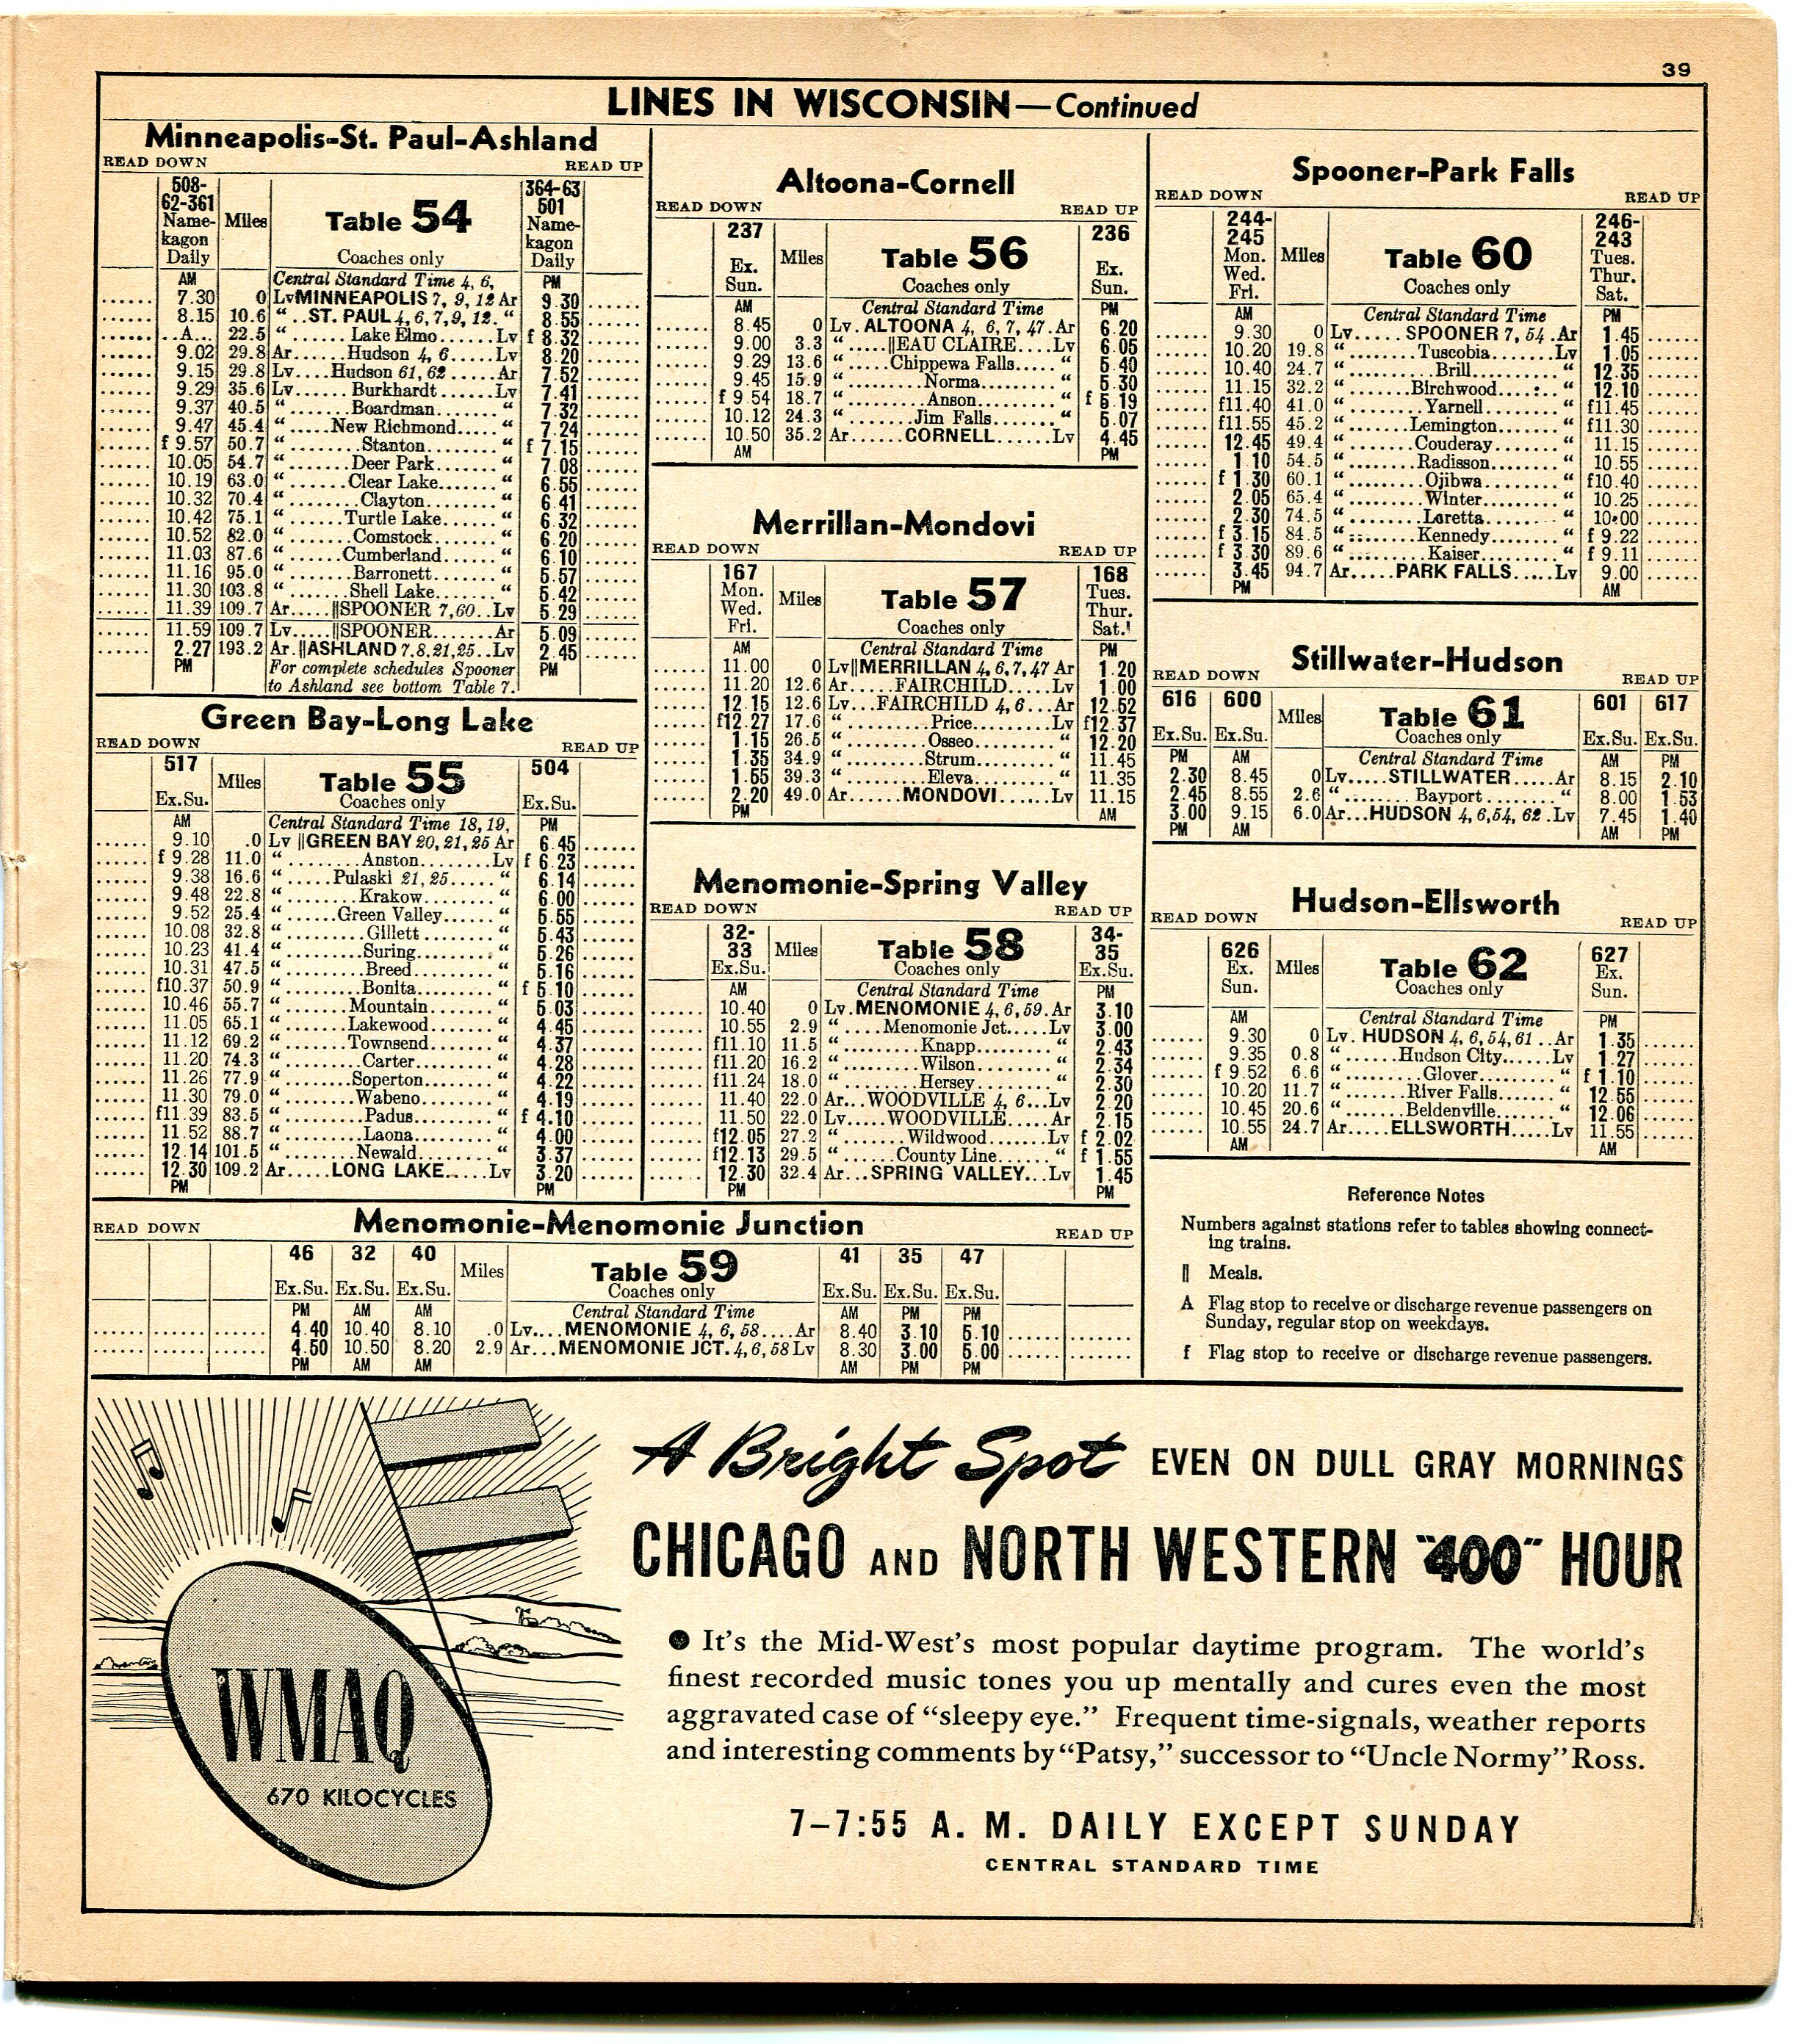 39
LINES IN WISCONSIN—Continued
Minneapolis-St. Paul-Ashland
READ DOWN READ UP
508-62-361 Name-kagon Daily Miles Table 54 Coaches only 364-63 501 Name-kagon Daily
AM Central Standard Time 4, 6, PM
7.30 0 Lv MINNEAPOLIS 7, 9, 12 Ar 9.30
8.15 10.6 “ ..ST. PAUL 4, 6, 7, 9, 12. “ 8.55
..A... 22.5 “ .......Lake Elmo......Lv f 8.32
9.02 29.8 Ar......Hudson 4, 6.....Lv 8.20
9.15 29.8 Lv....Hudson 61, 62.....Ar 7.52
9.29 35.6 Lv.......Burkhardt......Lv 7.41
9.37 40.5 “ ........Boardman....... “ 7.32
9.47 45.4 “ .....New Richmond..... “ 7.24
f 9.57 50.7 “ .........Stanton........ “ f 7.15
10.05 54.7 “ ........Deer Park....... “ 7.08
10.19 63.0 “ .......Clear Lake....... “ 6.55
10.32 70.4 “ .........Clayton........ “ 6.41
10.42 75.1 “ .......Turtle Lake...... “ 6.32
10.52 82.0 “ ........Comstock....... “ 6.20
11.03 87.6 “ .......Cumberland...... “ 6.10
11.16 95.0 “ ........Barronett....... “ 5.57
11.30 103.8 “ ........Shell Lake...... “ 5.42
11.39 109.7 Ar.....‖SPOONER 7,60..Lv 5.29
11.59 109.7 Lv.....‖SPOONER.......Ar 5.09
2.27 193.2 Ar.‖ASHLAND 7,8,21,25..Lv 2.45
PM For complete schedules Spooner PM
to Ashland see bottom Table 7.
Green Bay-Long Lake
READ DOWN READ UP
517 Ex.Su. Miles Table 55 Coaches only 504 Ex.Su.
AM Central Standard Time 18, 19, PM
9.10 .0 Lv ‖GREEN BAY 20, 21, 25 Ar 6.45
f 9.28 11.0 “ .........Anston........Lv f 6.23
9.38 16.6 “ .....Pulaski 21, 25..... “ 6.14
9.48 22.8 “ .........Krakow........ “ 6.00
9.52 25.4 “ ......Green Valley...... “ 5.55
10.08 32.8 “ .........Gillett........ “ 5.43
10.23 41.4 “ .........Suring........ “ 5.26
10.31 47.5 “ .........Breed......... “ 5.16
f10.37 50.9 “ .........Bonita........ “ f 5.10
10.46 55.7 “ .......Mountain....... “ 5.03
11.05 65.1 “ .......Lakewood....... “ 4.45
11.12 69.2 “ .......Townsend....... “ 4.37
11.20 74.3 “ .........Carter........ “ 4.28
11.26 77.9 “ ........Soperton....... “ 4.22
11.30 79.0 “ ........Wabeno........ “ 4.19
f11.39 83.5 “ .........Padus......... “ f 4.10
11.52 88.7 “ .........Laona......... “ 4.00
12.14 101.5 “ ........Newald........ “ 3.37
12.30 109.2 Ar.....LONG LAKE.....Lv 3.20
PM PM
Altoona-Cornell
READ DOWN READ UP
237 Ex. Sun. Miles Table 56 Coaches only 236 Ex. Sun.
AM Central Standard Time PM
8.45 0 Lv. ALTOONA 4, 6, 7, 47.Ar 6.20
9.00 3.3 “ .....‖EAU CLAIRE....Lv 6.05
9.29 13.6 “ .....Chippewa Falls..... “ 5.40
9.45 15.9 “ .........Norma......... “ 5.30
f 9.54 18.7 “ .........Anson......... “ f 5.19
10.12 24.3 “ .......Jim Falls....... “ 5.07
10.50 35.2 Ar......CORNELL......Lv 4.45
AM PM
Merrillan-Mondovi
READ DOWN READ UP
167 Mon. Wed. Fri. Miles Table 57 Coaches only 168 Tues. Thur. Sat.
AM Central Standard Time PM
11.00 0 Lv‖MERRILLAN 4, 6, 7, 47 Ar 1.20
11.20 12.6 Ar.....FAIRCHILD.....Lv 1.00
12.15 12.6 Lv...FAIRCHILD 4, 6...Ar 12.52
f12.27 17.6 “ .........Price.........Lv f12.37
1.15 26.5 “ .........Osseo......... “ 12.20
1.35 34.9 “ .........Strum......... “ 11.45
1.55 39.3 “ .........Eleva......... “ 11.35
2.20 49.0 Ar......MONDOVI......Lv 11.15
PM AM
Menomonie-Spring Valley
READ DOWN READ UP
32-33 Ex.Su. Miles Table 58 Coaches only 34-35 Ex.Su.
AM Central Standard Time PM
10.40 0 Lv. MENOMONIE 4, 6, 59.Ar 3.10
10.55 2.9 “ ....Menomonie Jct.....Lv 3.00
f11.10 11.5 “ .........Knapp......... “ 2.43
f11.20 16.2 “ .........Wilson........ “ 2.34
f11.24 18.0 “ .........Hersey........ “ 2.30
11.40 22.0 Ar...WOODVILLE 4, 6...Lv 2.20
11.50 22.0 Lv.....WOODVILLE.....Ar 2.15
f12.05 27.2 “ .......Wildwood.......Lv f 2.02
f12.13 29.5 “ ......County Line...... “ f 1.55
12.30 32.4 Ar...SPRING VALLEY...Lv 1.45
PM PM
Menomonie-Menomonie Junction
READ DOWN READ UP
46 32 40 Miles Table 59 41 35 47
Ex.Su. Ex.Su. Ex.Su. Coaches only Ex.Su. Ex.Su. Ex.Su.
PM AM AM Central Standard Time AM PM PM
4.40 10.40 8.10 .0 Lv.... MENOMONIE 4, 6, 58....Ar 8.40 3.10 5.10
4.50 10.50 8.20 2.9 Ar...MENOMONIE JCT. 4, 6, 58 Lv 8.30 3.00 5.00
PM AM AM AM PM PM
Spooner-Park Falls
READ DOWN READ UP
244-245 Mon. Wed. Fri. Miles Table 60 Coaches only 246-243 Tues. Thur. Sat.
AM Central Standard Time PM
9.30 0 Lv...... SPOONER 7, 54 .Ar 1.45
10.20 19.8 “ ........Tuscobia.......Lv 1.05
10.40 24.7 “ ..........Brill......... “ 12.35
11.15 32.2 “ .......Birchwood....... “ 12.10
f11.40 41.0 “ ........Yarnell........ “ f11.45
f11.55 45.2 “ .......Lemington....... “ f11.30
12.45 49.4 “ .......Couderay........ “ 11.15
1.10 54.5 “ ........Radisson....... “ 10.55
f 1.30 60.1 “ .........Ojibwa........ “ f10.40
2.05 65.4 “ .........Winter........ “ 10.25
2.30 74.5 “ .........Loretta....... “ 10.00
f 3.15 84.5 “ ........Kennedy....... “ f 9.22
f 3.30 89.6 “ .........Kaiser........ “ f 9.11
3.45 94.7 Ar.....PARK FALLS.....Lv 9.00
PM AM
Stillwater-Hudson
READ DOWN READ UP
616 600 Miles Table 61 601 617
Ex.Su. Ex.Su. Coaches only Ex.Su. Ex.Su.
PM AM Central Standard Time AM PM
2.30 8.45 0 Lv.....STILLWATER.....Ar 8.15 2.10
2.45 8.55 2.6 “ ........Bayport........ “ 8.00 1.53
3.00 9.15 6.0 Ar...HUDSON 4, 6, 54, 62 .Lv 7.45 1.40
PM AM AM PM
Hudson-Ellsworth
READ DOWN READ UP
626 Ex. Sun. Miles Table 62 Coaches only 627 Ex. Sun.
AM Central Standard Time PM
9.30 0 Lv. HUDSON 4, 6, 54, 61 ..Ar 1.35
9.35 0.8 “ ......Hudson City......Lv 1.27
f 9.52 6.6 “ .........Glover........ “ f 1.10
10.20 11.7 “ .......River Falls...... “ 12.55
10.45 20.6 “ .......Beldenville...... “ 12.06
10.55 24.7 Ar.....ELLSWORTH.....Lv 11.55
AM AM
Reference Notes
Numbers against stations refer to tables showing connect-
ing trains.
‖ Meals.
A Flag stop to receive or discharge revenue passengers on
Sunday, regular stop on weekdays.
f Flag stop to receive or discharge revenue passengers.
A Bright Spot EVEN ON DULL GRAY MORNINGS
CHICAGO AND NORTH WESTERN "400" HOUR
WMAQ
670 KILOCYCLES
● It's the Mid-West's most popular daytime program. The world's
finest recorded music tones you up mentally and cures even the most
aggravated case of “sleepy eye.” Frequent time-signals, weather reports
and interesting comments by “Patsy,” successor to “Uncle Normy” Ross.
7–7:55 A. M. DAILY EXCEPT SUNDAY
CENTRAL STANDARD TIME